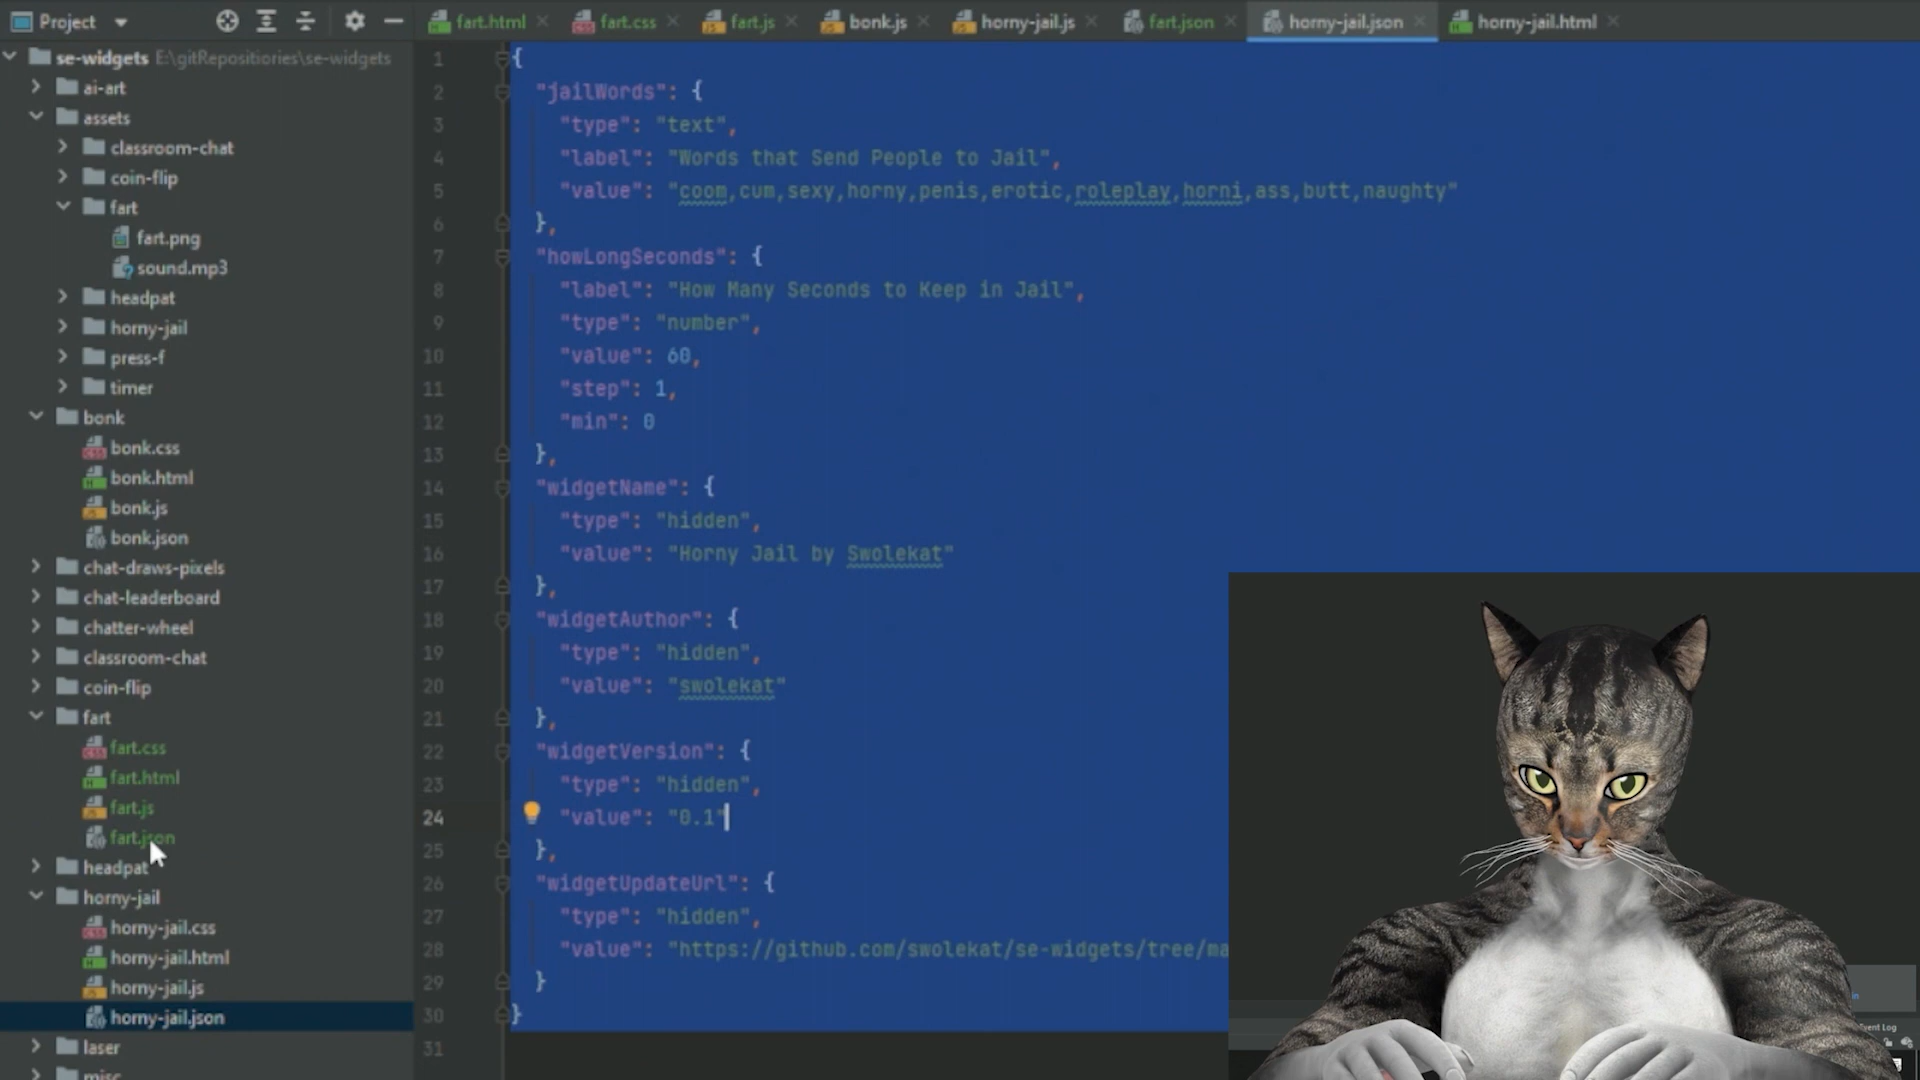 Project
fart.html
fart.css
fart.js
bonk.js
horny-jail.js
fart.json
horny-jail.json
horny-jail.html
se-widgets E:\gitRepositiories\se-widgets
ai-art
assets
classroom-chat
coin-flip
fart
fart.png
sound.mp3
headpat
horny-jail
press-f
timer
bonk
bonk.css
bonk.html
bonk.js
bonk.json
chat-draws-pixels
chat-leaderboard
chatter-wheel
classroom-chat
coin-flip
fart
fart.css
fart.html
fart.js
fart.json
headpat
horny-jail
horny-jail.css
horny-jail.html
horny-jail.js
horny-jail.json
laser
misc
1 {
2 "jailWords": {
3 "type": "text",
4 "label": "Words that Send People to Jail",
5 "value": "coom,cum,sexy,horny,penis,erotic,roleplay,horni,ass,butt,naughty"
6 },
7 "howLongSeconds": {
8 "label": "How Many Seconds to Keep in Jail",
9 "type": "number",
10 "value": 60,
11 "step": 1,
12 "min": 0
13 },
14 "widgetName": {
15 "type": "hidden",
16 "value": "Horny Jail by Swolekat"
17 },
18 "widgetAuthor": {
19 "type": "hidden",
20 "value": "swolekat"
21 },
22 "widgetVersion": {
23 "type": "hidden",
24 "value": "0.1"
25 },
26 "widgetUpdateUrl": {
27 "type": "hidden",
28 "value": "https://github.com/swolekat/se-widgets/tree/ma
29 }
30 }
31
Event Log